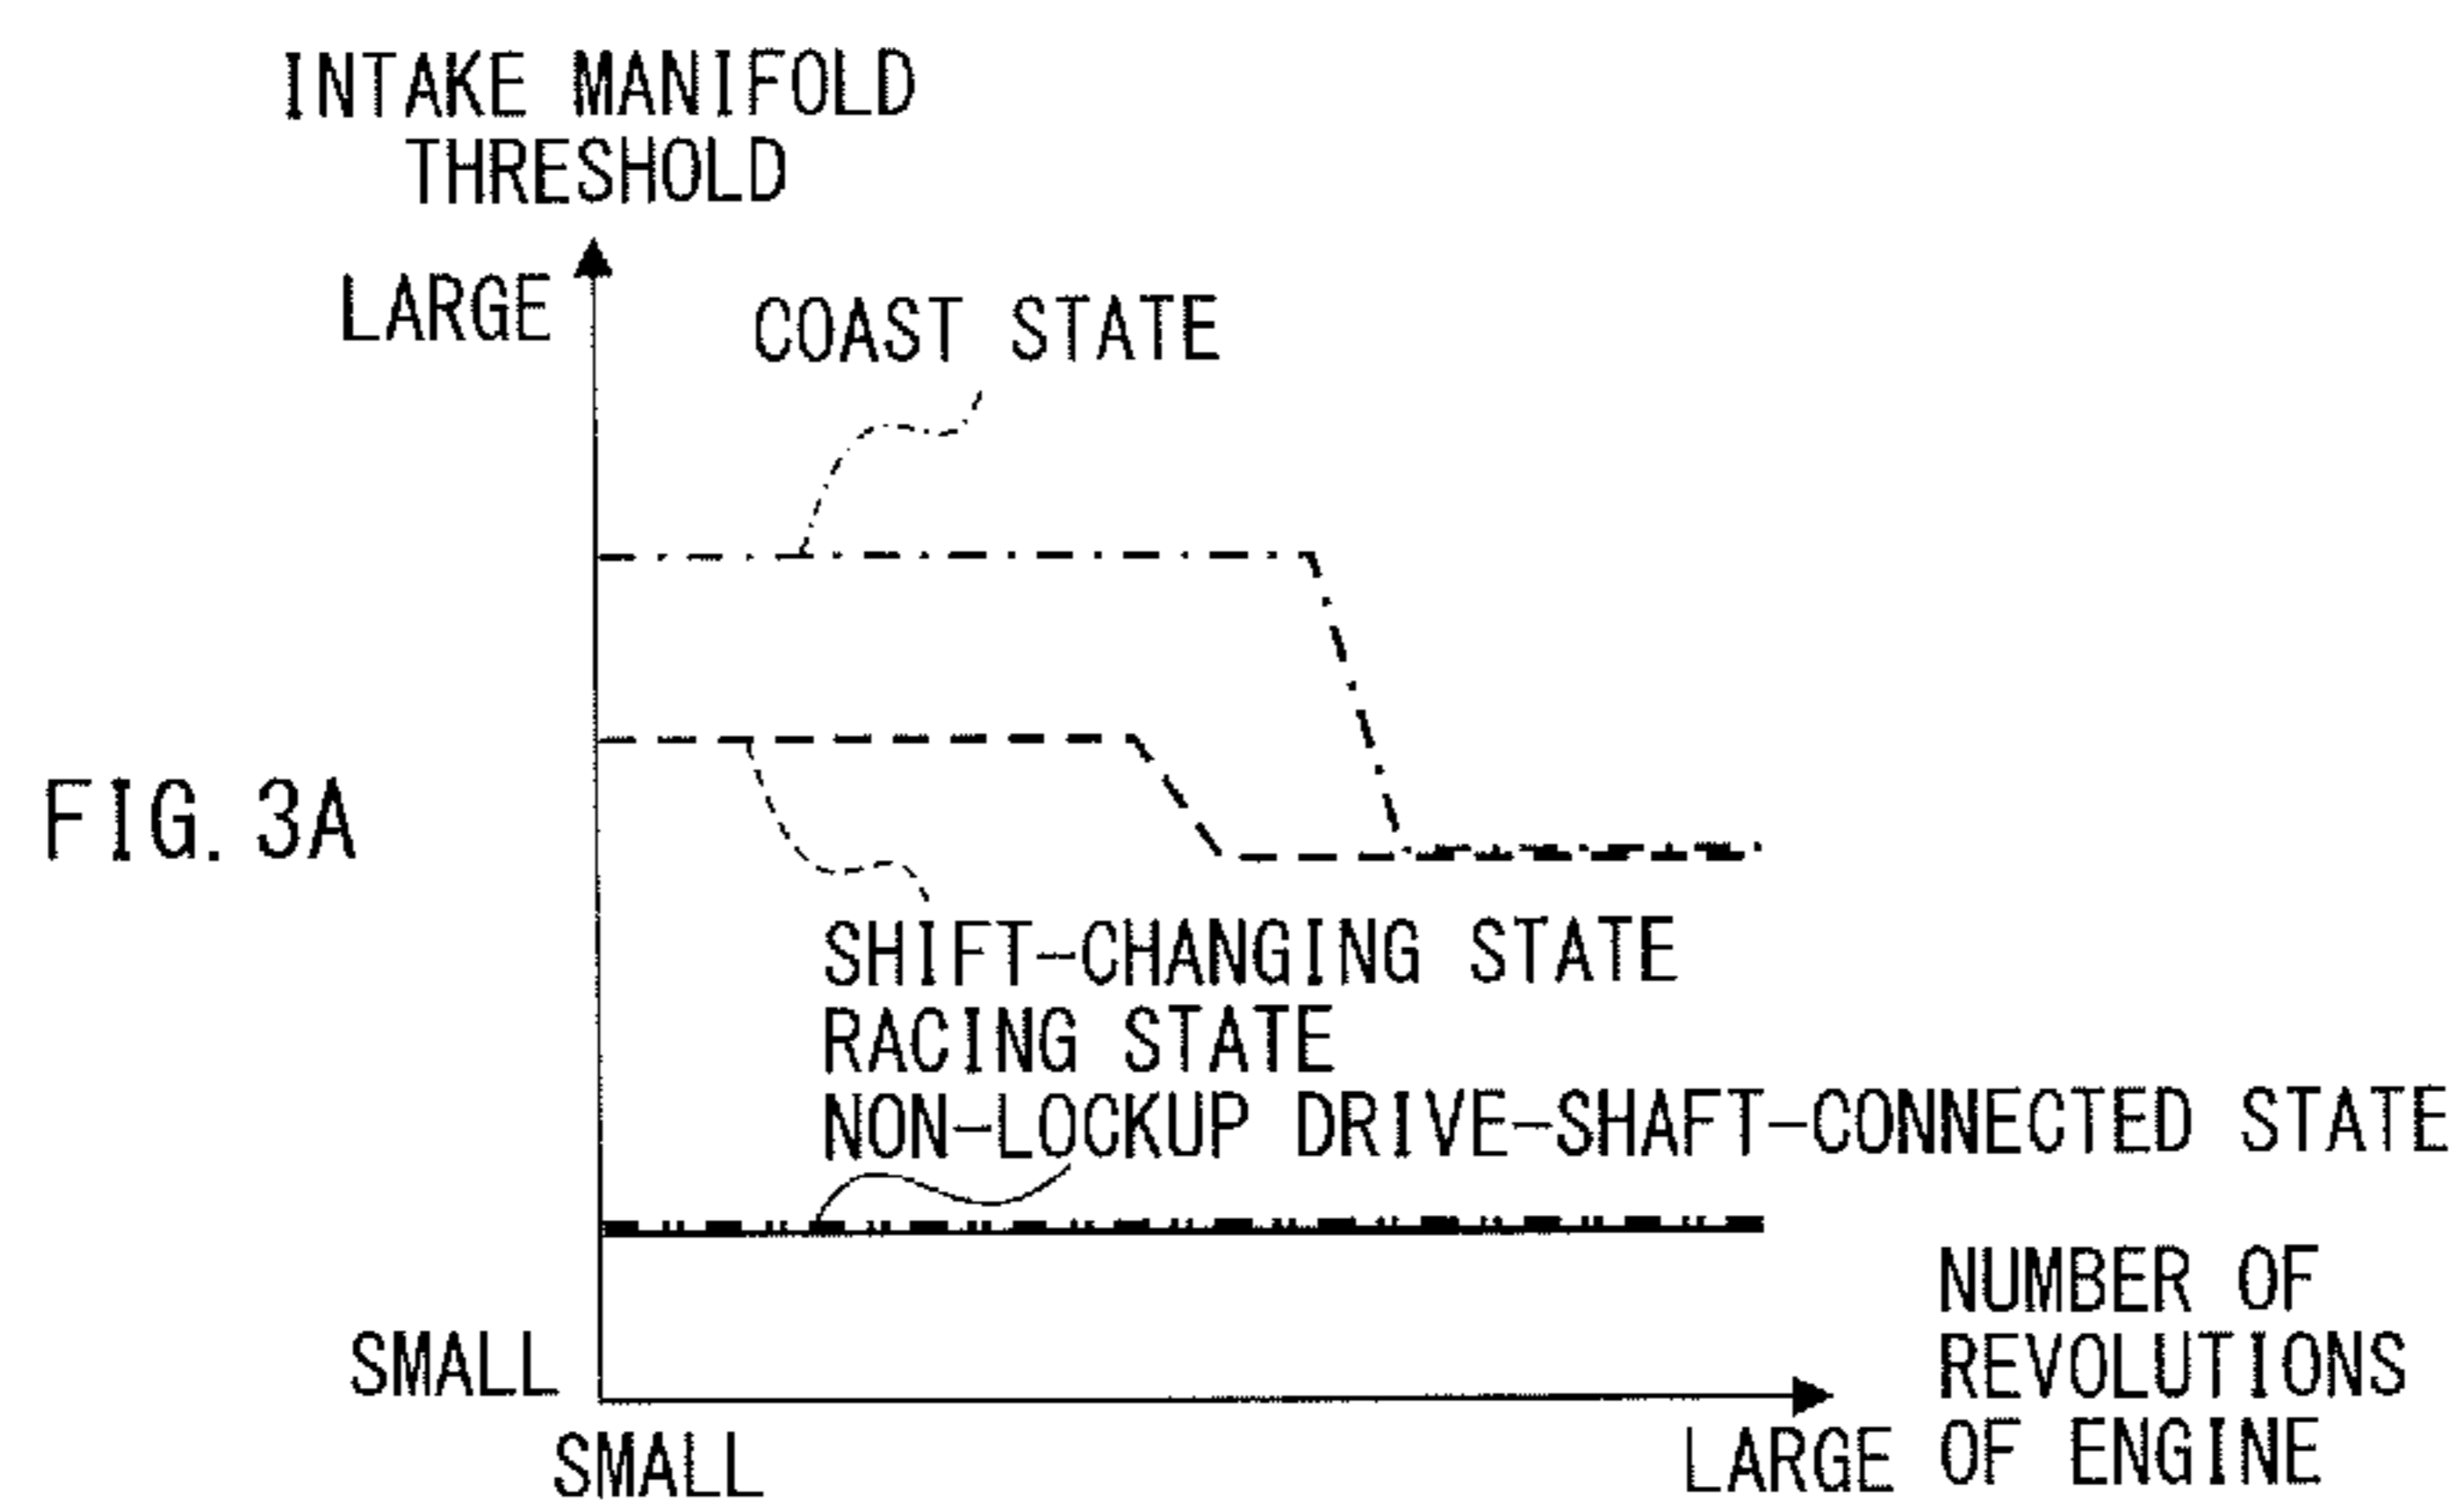 INTAKE MANIFOLD
THRESHOLD
LARGE
COAST STATE
FIG. 3A
SHIFT-CHANGING STATE
RACING STATE
NON-LOCKUP DRIVE-SHAFT-CONNECTED STATE
SMALL
SMALL
LARGE
NUMBER OF
REVOLUTIONS
OF ENGINE